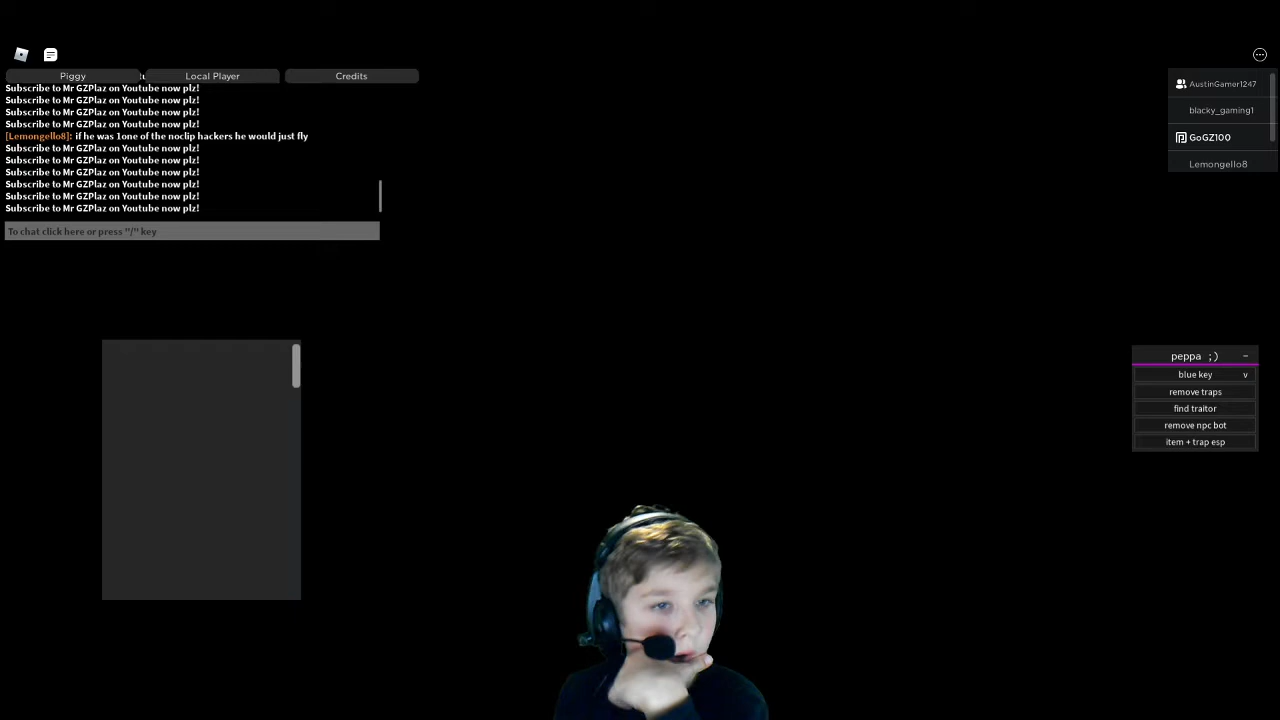 Piggy
Local Player
Credits
Subscribe to Mr GZPlaz on Youtube now plz!
Subscribe to Mr GZPlaz on Youtube now plz!
Subscribe to Mr GZPlaz on Youtube now plz!
Subscribe to Mr GZPlaz on Youtube now plz!
[Lemongello8]: if he was 1one of the noclip hackers he would just fly
Subscribe to Mr GZPlaz on Youtube now plz!
Subscribe to Mr GZPlaz on Youtube now plz!
Subscribe to Mr GZPlaz on Youtube now plz!
Subscribe to Mr GZPlaz on Youtube now plz!
Subscribe to Mr GZPlaz on Youtube now plz!
Subscribe to Mr GZPlaz on Youtube now plz!
To chat click here or press "/" key
AustinGamer1247
blacky_gaming1
GoGZ100
Lemongello8
peppa ;) -
blue key v
remove traps
find traitor
remove npc bot
item + trap esp